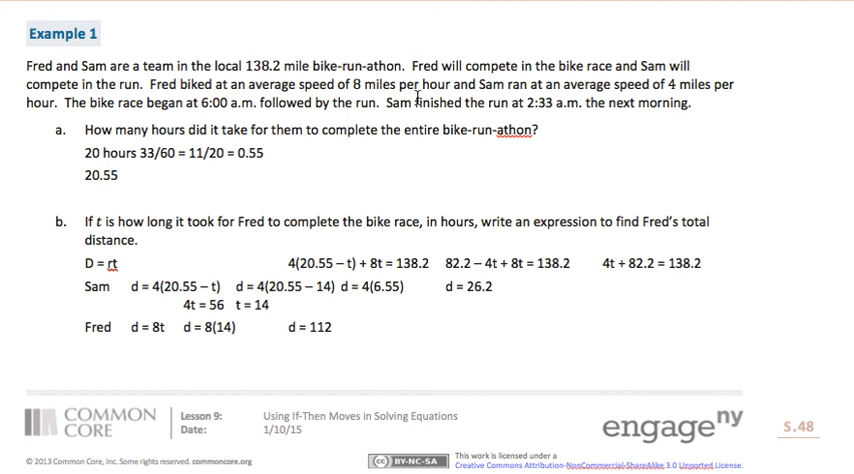 Example 1
Fred and Sam are a team in the local 138.2 mile bike-run-athon.  Fred will compete in the bike race and Sam will
compete in the run.  Fred biked at an average speed of 8 miles per hour and Sam ran at an average speed of 4 miles per
hour.  The bike race began at 6:00 a.m. followed by the run.  Sam finished the run at 2:33 a.m. the next morning.
a. How many hours did it take for them to complete the entire bike-run-athon?
20 hours 33/60 = 11/20 = 0.55
20.55
b. If t is how long it took for Fred to complete the bike race, in hours, write an expression to find Fred's total
distance.
D = rt 4(20.55 – t) + 8t = 138.2 82.2 – 4t + 8t = 138.2 4t + 82.2 = 138.2
Sam d = 4(20.55 – t) d = 4(20.55 – 14) d = 4(6.55) d = 26.2
4t = 56 t = 14
Fred d = 8t d = 8(14) d = 112
COMMON CORE
Lesson 9: Using If-Then Moves in Solving Equations
Date: 1/10/15
engage ny
S.48
© 2013 Common Core, Inc. Some rights reserved. commoncore.org
cc BY-NC-SA
This work is licensed under a
Creative Commons Attribution-NonCommercial-ShareAlike 3.0 Unported License.